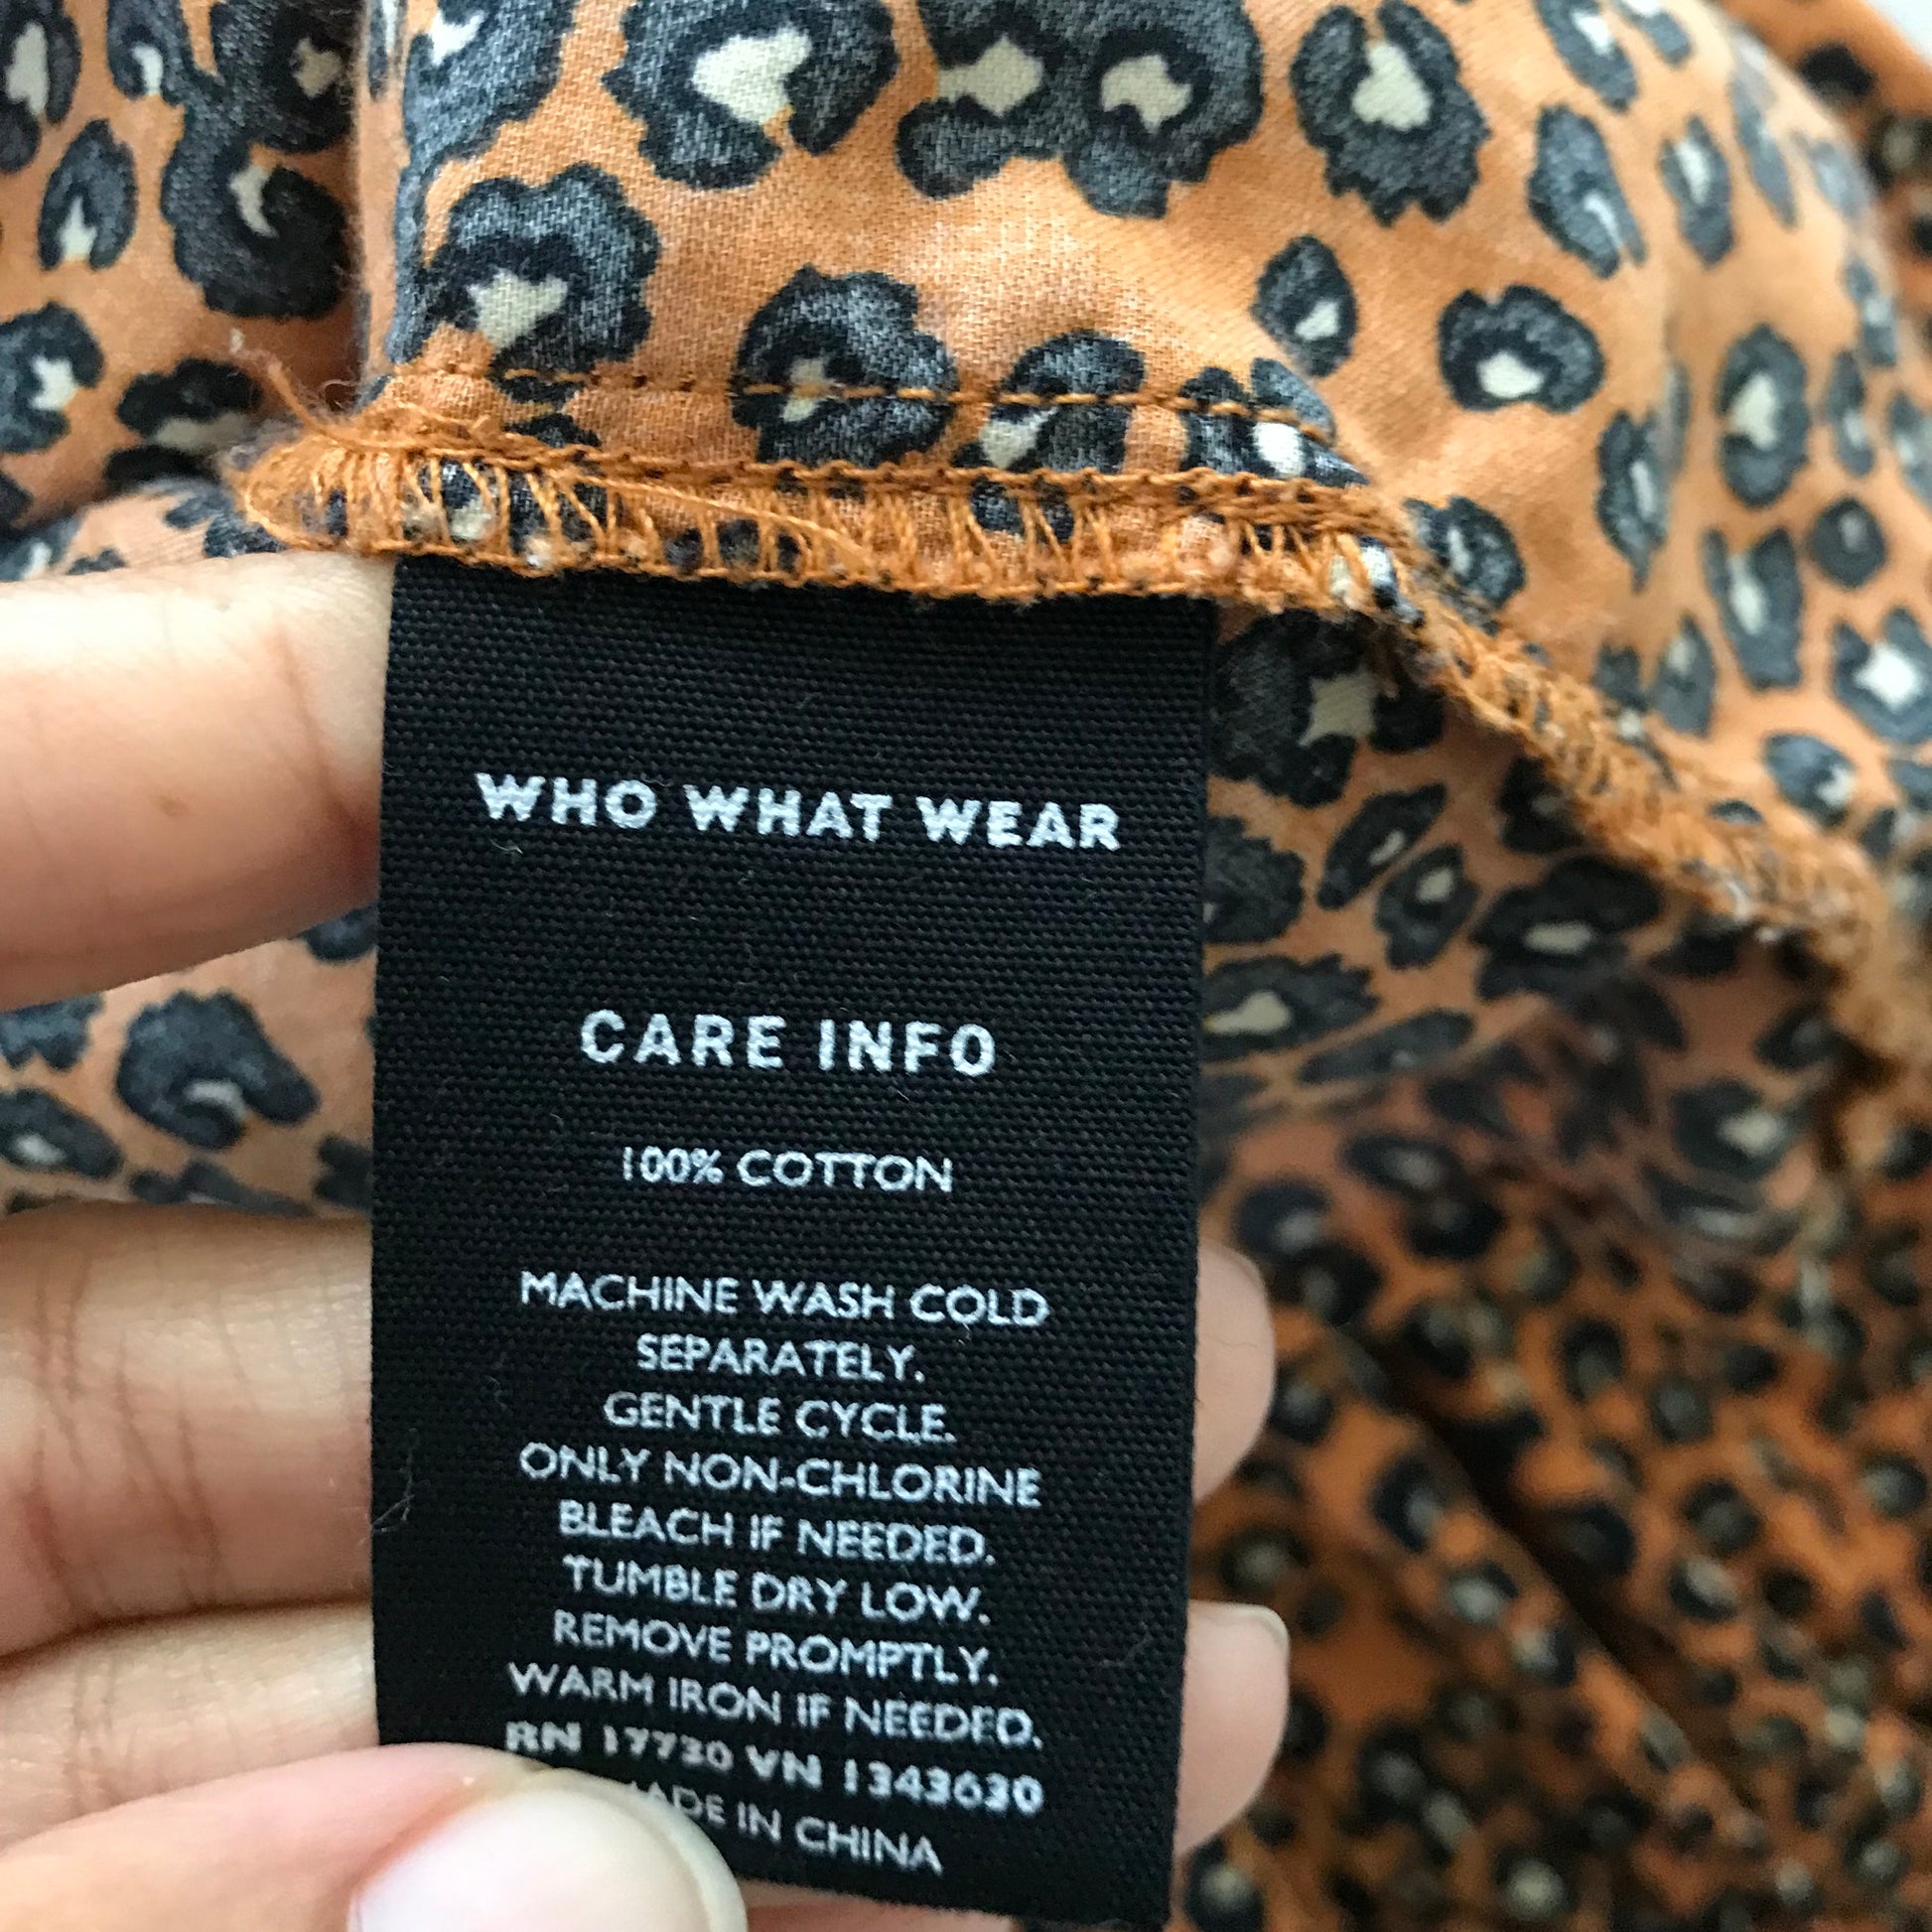 WHO WHAT WEAR
CARE INFO
100% COTTON
MACHINE WASH COLD
SEPARATELY.
GENTLE CYCLE.
ONLY NON-CHLORINE
BLEACH IF NEEDED.
TUMBLE DRY LOW.
REMOVE PROMPTLY.
WARM IRON IF NEEDED.
RN 17730 VN 1343630
MADE IN CHINA